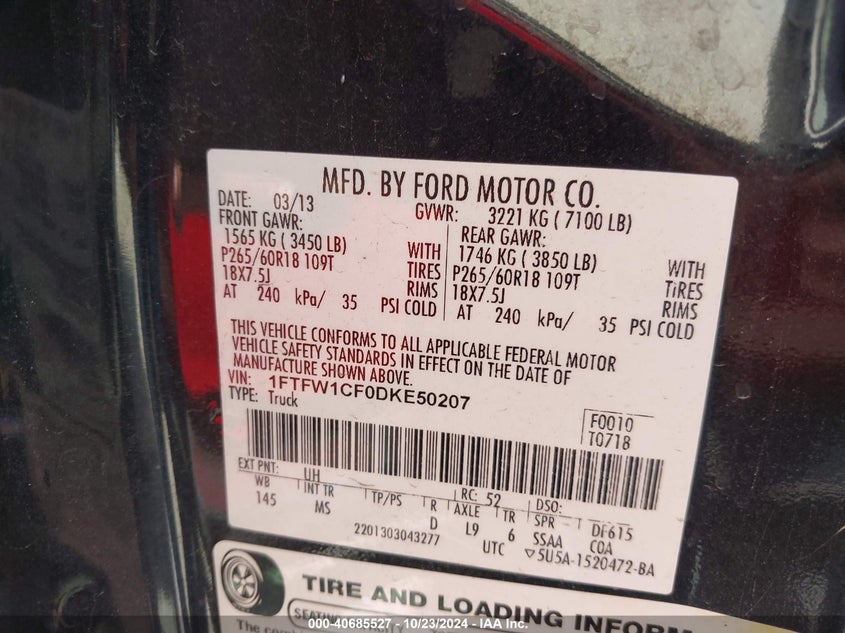 MFD. BY FORD MOTOR CO.
DATE: 03/13 GVWR: 3221 KG ( 7100 LB)
FRONT GAWR: REAR GAWR:
1565 KG ( 3450 LB) WITH 1746 KG ( 3850 LB) WITH
P265/60R18 109T TIRES P265/60R18 109T TIRES
18X7.5J RIMS 18X7.5J RIMS
AT 240 kPa/ 35 PSI COLD AT 240 kPa/ 35 PSI COLD
THIS VEHICLE CONFORMS TO ALL APPLICABLE FEDERAL MOTOR
VEHICLE SAFETY STANDARDS IN EFFECT ON THE DATE OF
MANUFACTURE SHOWN ABOVE.
VIN: 1FTFW1CF0DKE50207
TYPE: Truck
F0010
T0718
EXT PNT: UH RC: 52 DSO:
WB INT TR TP/PS R AXLE TR SPR DF615
145 MS D L9 6 SSAA COA
2201303043277 UTC ▽5U5A-1520472-BA
TIRE AND LOADING INFORM
SEATING
The
000-40685527 - 10/23/2024 - IAA Inc.